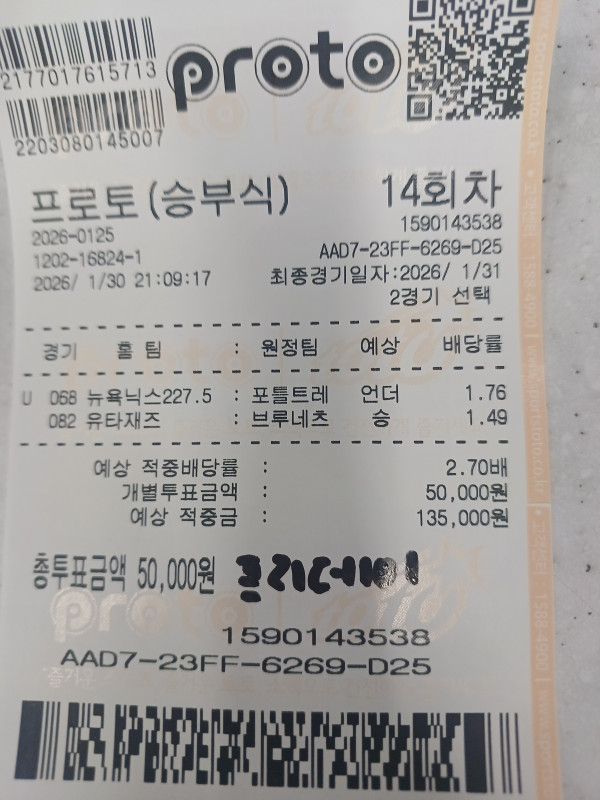 2177017615713
proto
2203080145007
프로토(승부식) 14회차
2026-0125 1590143538
1202-16824-1 AAD7-23FF-6269-D25
2026/ 1/30 21:09:17 최종경기일자:2026/ 1/31
2경기 선택
경기 홈 팀 : 원정팀 예상 배당률
U 068 뉴욕닉스227.5 : 포틀트레 언더 1.76
082 유타재즈 : 브루네츠 승 1.49
예상 적중배당률 : 2.70배
개별투표금액 : 50,000원
예상 적중금 : 135,000원
총투표금액 50,000원
1590143538
AAD7-23FF-6269-D25